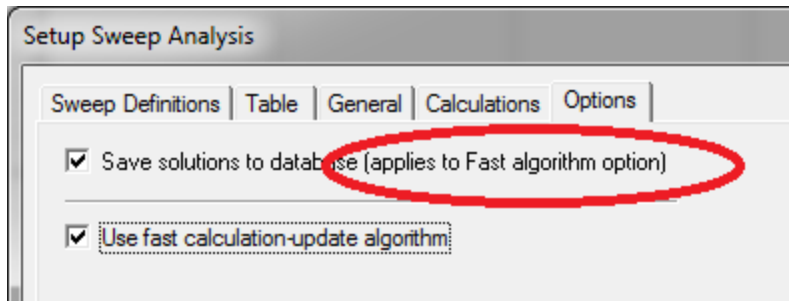 Setup Sweep Analysis
Sweep Definitions Table General Calculations Options
Save solutions to database (applies to Fast algorithm option)
Use fast calculation-update algorithm